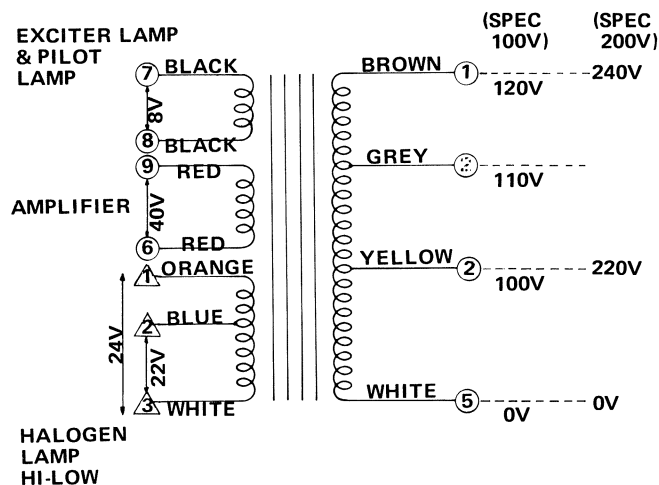 (SPEC 100V)
(SPEC 200V)
EXCITER LAMP
& PILOT
LAMP
7 BLACK
8V
8 BLACK
9 RED
AMPLIFIER
40V
6 RED
1 ORANGE
2 BLUE
24V
22V
3 WHITE
HALOGEN
LAMP
HI-LOW
BROWN 1 120V 240V
GREY 2 110V
YELLOW 2 100V 220V
WHITE 5 0V 0V